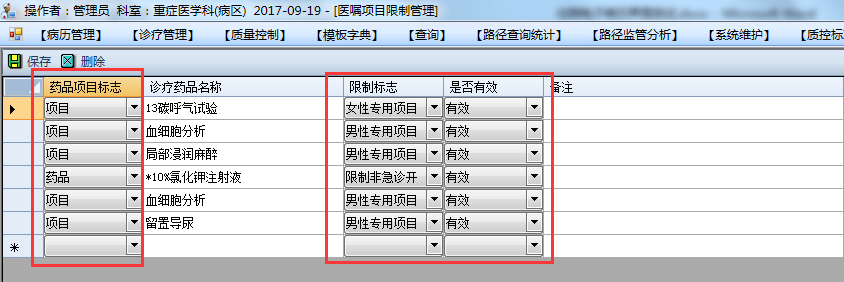 操作者：管理员 科室：重症医学科(病区) 2017-09-19 - [医嘱项目限制管理]
【病历管理】 【诊疗管理】 【质量控制】 【模板字典】 【查询】 【路径查询统计】 【路径监管分析】 【系统维护】 【质控标
保存 删除
药品项目标志 诊疗药品名称 限制标志 是否有效 备注
项目 13碳呼气试验 女性专用项目 有效
项目 血细胞分析 男性专用项目 有效
项目 局部浸润麻醉 男性专用项目 有效
药品 *10%氯化钾注射液 限制非急诊开 有效
项目 血细胞分析 男性专用项目 有效
项目 留置导尿 男性专用项目 有效
*